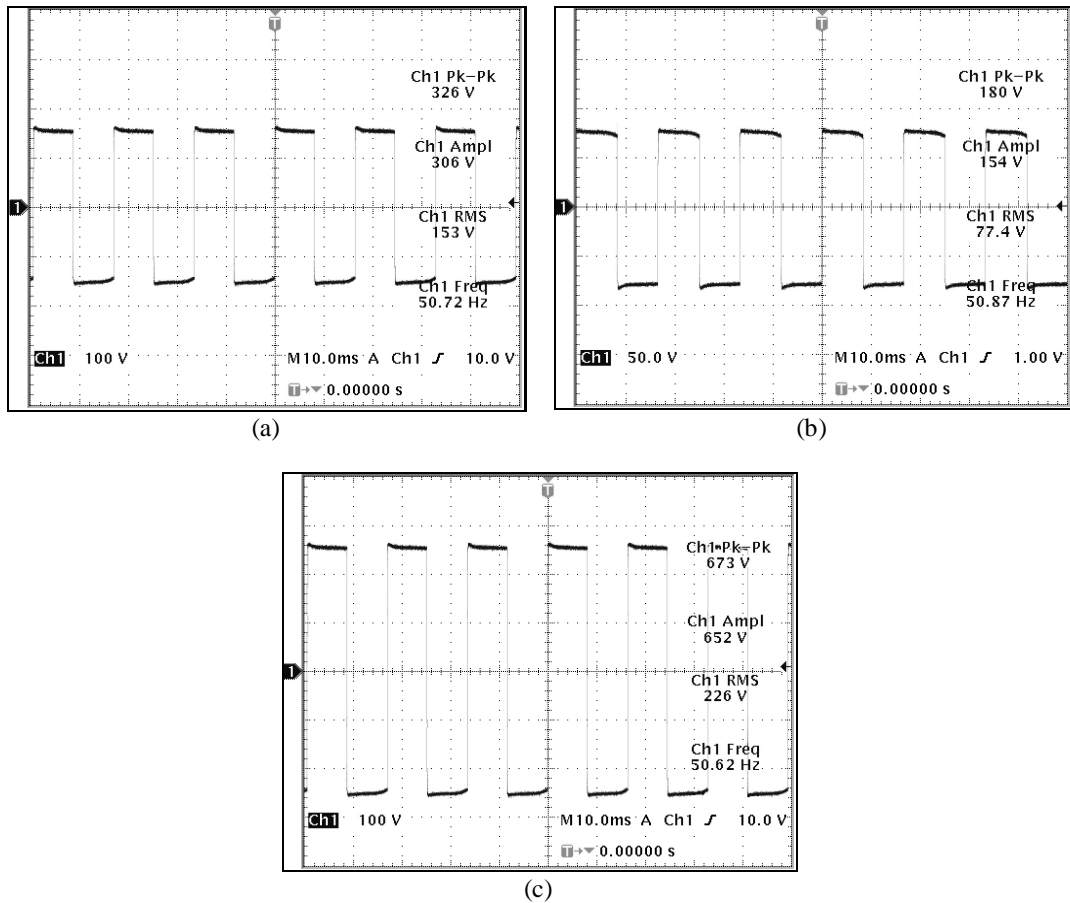 T
Ch1 Pk-Pk
326 V
Ch1 Ampl
306 V
1
Ch1 RMS
153 V
Ch1 Freq
50.72 Hz
Ch1 100 V M10.0ms A Ch1 10.0 V
T 0.00000 s
(a)
T
Ch1 Pk-Pk
180 V
Ch1 Ampl
154 V
1
Ch1 RMS
77.4 V
Ch1 Freq
50.87 Hz
Ch1 50.0 V M10.0ms A Ch1 1.00 V
T 0.00000 s
(b)
T
Ch1 Pk-Pk
673 V
Ch1 Ampl
652 V
1
Ch1 RMS
226 V
Ch1 Freq
50.62 Hz
Ch1 100 V M10.0ms A Ch1 10.0 V
T 0.00000 s
(c)